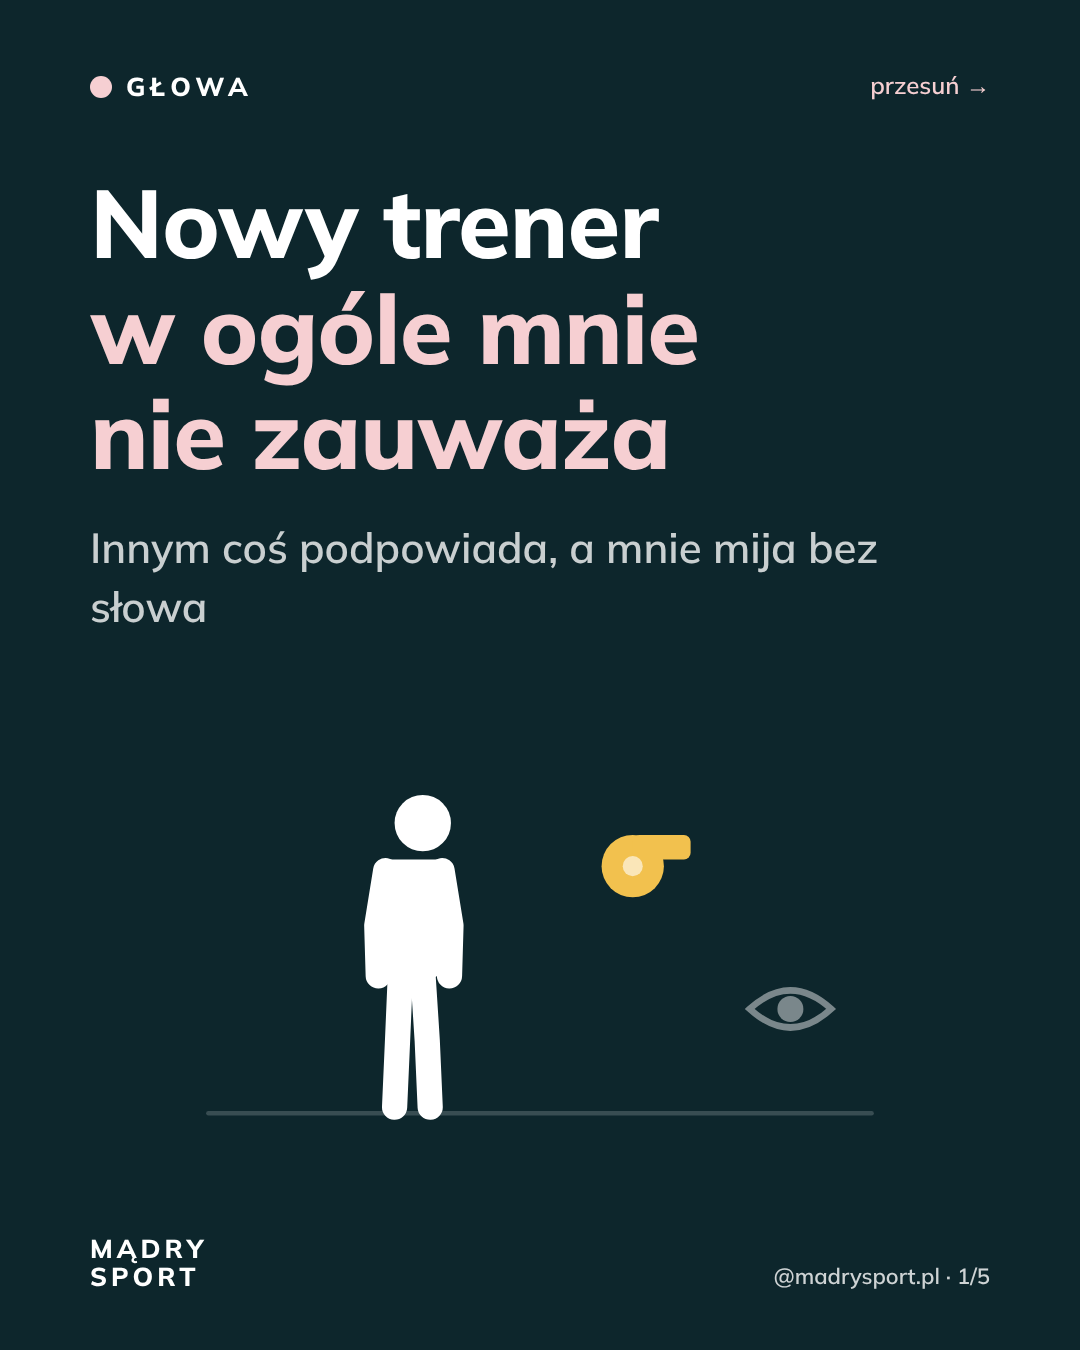 GŁOWA
przesuń →
Nowy trener
w ogóle mnie
nie zauważa
Innym coś podpowiada, a mnie mija bez
słowa
MĄDRY
SPORT
@madrysport.pl · 1/5